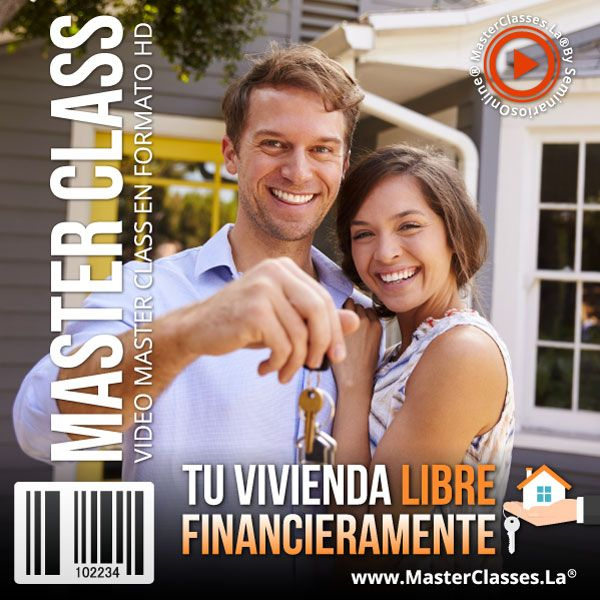 MASTER CLASS
VIDEO MASTER CLASS EN FORMATO HD
MasterClasses.La® By SeminariosOnline®
TU VIVIENDA LIBRE
FINANCIERAMENTE
102234
www.MasterClasses.La®